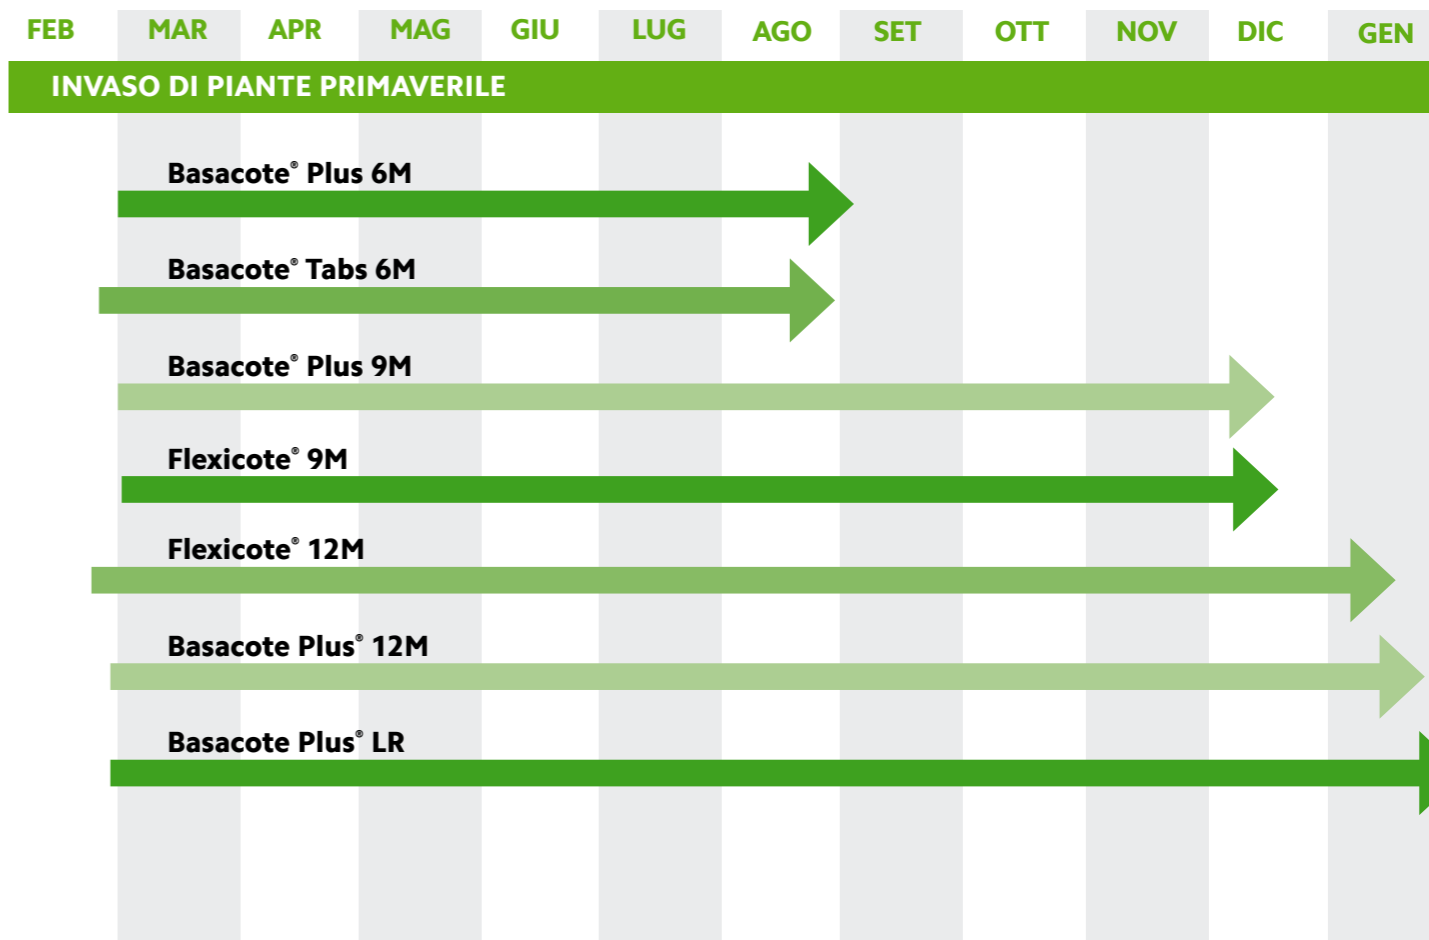 FEB MAR APR MAG GIU LUG AGO SET OTT NOV DIC GEN
INVASO DI PIANTE PRIMAVERILE
Basacote® Plus 6M
Basacote® Tabs 6M
Basacote® Plus 9M
Flexicote® 9M
Flexicote® 12M
Basacote Plus® 12M
Basacote Plus® LR